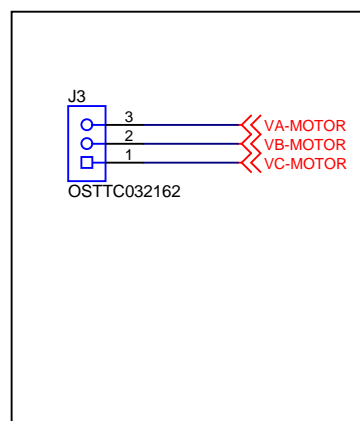 J3
3 VA-MOTOR
2 VB-MOTOR
1 VC-MOTOR
OSTTC032162